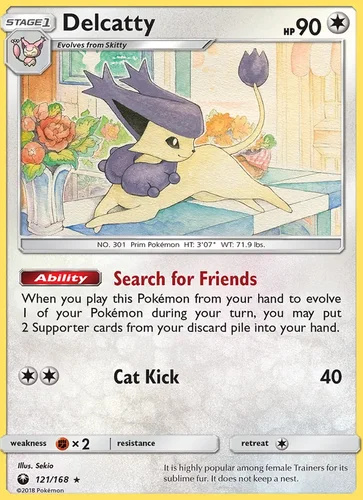 STAGE 1
Delcatty
HP 90
Evolves from Skitty
NO. 301 Prim Pokémon HT: 3'07" WT: 71.9 lbs.
Ability Search for Friends
When you play this Pokémon from your hand to evolve
1 of your Pokémon during your turn, you may put
2 Supporter cards from your discard pile into your hand.
Cat Kick 40
weakness × 2 resistance retreat
Illus. Sekio
121/168 ★
©2018 Pokémon
It is highly popular among female Trainers for its
sublime fur. It does not keep a nest.